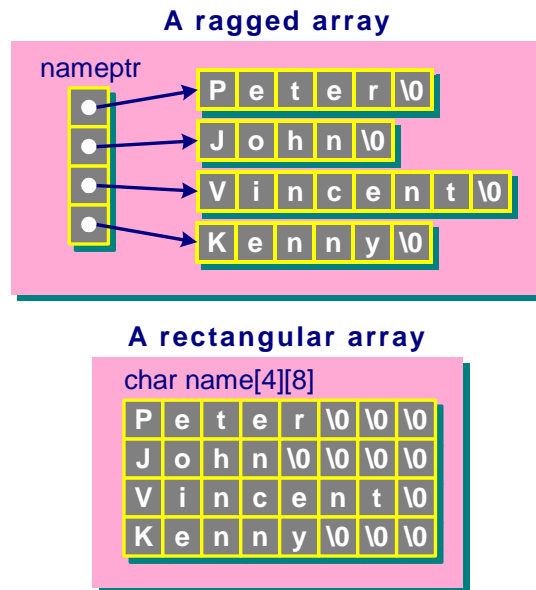 A ragged array
nameptr
P e t e r \0
J o h n \0
V i n c e n t \0
K e n n y \0
A rectangular array
char name[4][8]
P e t e r \0 \0 \0
J o h n \0 \0 \0 \0
V i n c e n t \0
K e n n y \0 \0 \0